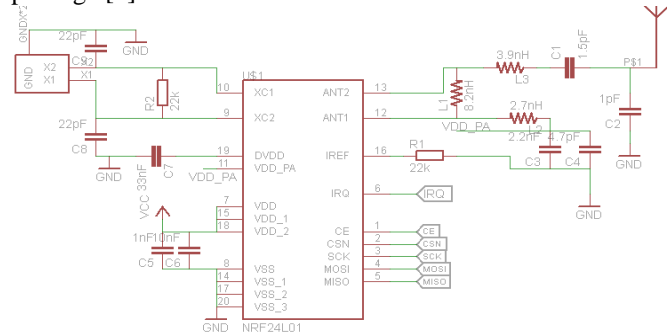 GNDX*2
22pF
GND
C9
X2
X1
GND
X2
X1
R2
22k
22pF
C8
GND
C7
33nF
VDD_PA
VCC
1nF
10nF
C5
C6
GND
U$1
10
XC1
9
XC2
19
DVDD
11
VDD_PA
7
VDD
15
VDD_1
18
VDD_2
8
VSS
14
VSS_1
17
VSS_2
20
VSS_3
NRF24L01
ANT2
13
ANT1
12
IREF
16
IRQ
6
CE
1
CSN
2
SCK
3
MOSI
4
MISO
5
IRQ
CE
CSN
SCK
MOSI
MISO
R1
22k
L1
8.2nH
VDD_PA
3.9nH
L3
2.7nH
L2
C1
1.5pF
P$1
1pF
C2
GND
2.2nF
4.7pF
C3
C4
GND